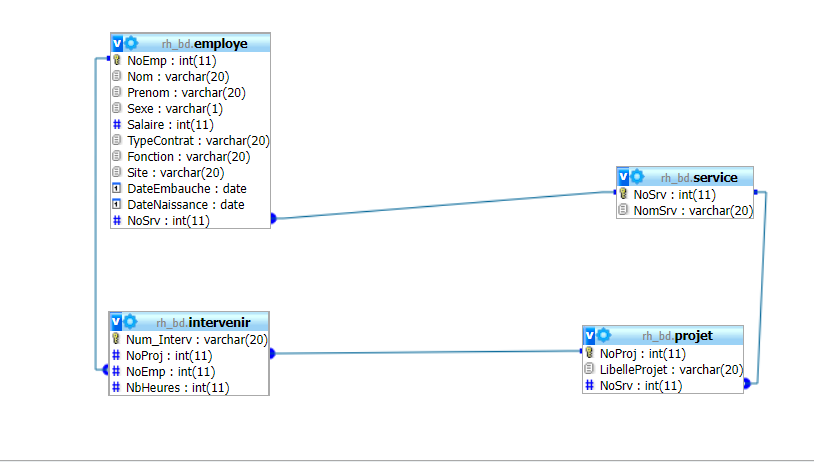 rh_bd.employe
NoEmp : int(11)
Nom : varchar(20)
Prenom : varchar(20)
Sexe : varchar(1)
# Salaire : int(11)
TypeContrat : varchar(20)
Fonction : varchar(20)
Site : varchar(20)
DateEmbauche : date
DateNaissance : date
# NoSrv : int(11)
rh_bd.service
NoSrv : int(11)
NomSrv : varchar(20)
rh_bd.intervenir
Num_Interv : varchar(20)
# NoProj : int(11)
# NoEmp : int(11)
# NbHeures : int(11)
rh_bd.projet
NoProj : int(11)
LibelleProjet : varchar(20)
# NoSrv : int(11)